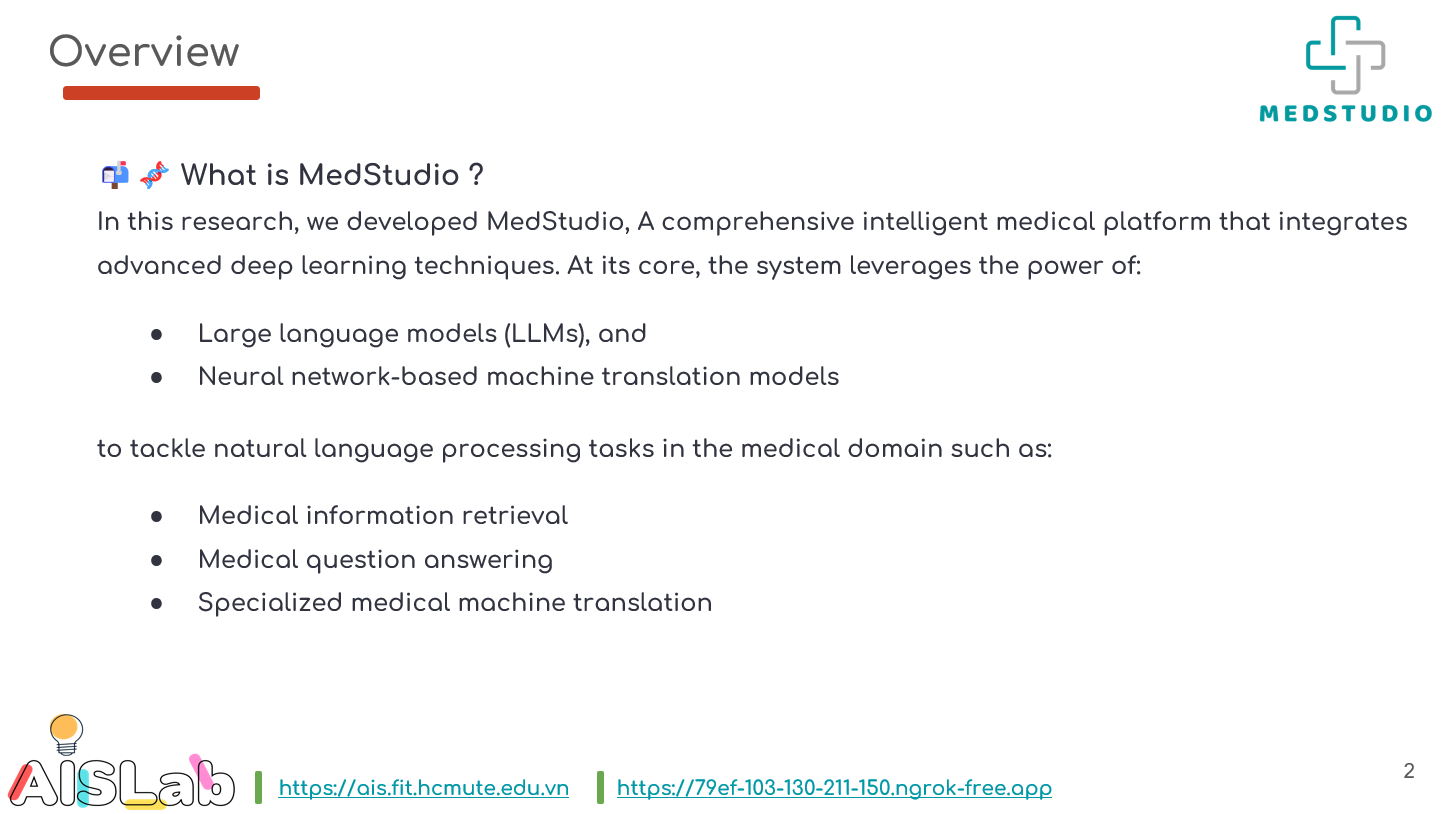 Overview
MEDSTUDIO
📬 🧬 What is MedStudio ?
In this research, we developed MedStudio, A comprehensive intelligent medical platform that integrates
advanced deep learning techniques. At its core, the system leverages the power of:
● Large language models (LLMs), and
● Neural network-based machine translation models
to tackle natural language processing tasks in the medical domain such as:
● Medical information retrieval
● Medical question answering
● Specialized medical machine translation
AISLab
https://ais.fit.hcmute.edu.vn
https://79ef-103-130-211-150.ngrok-free.app
2